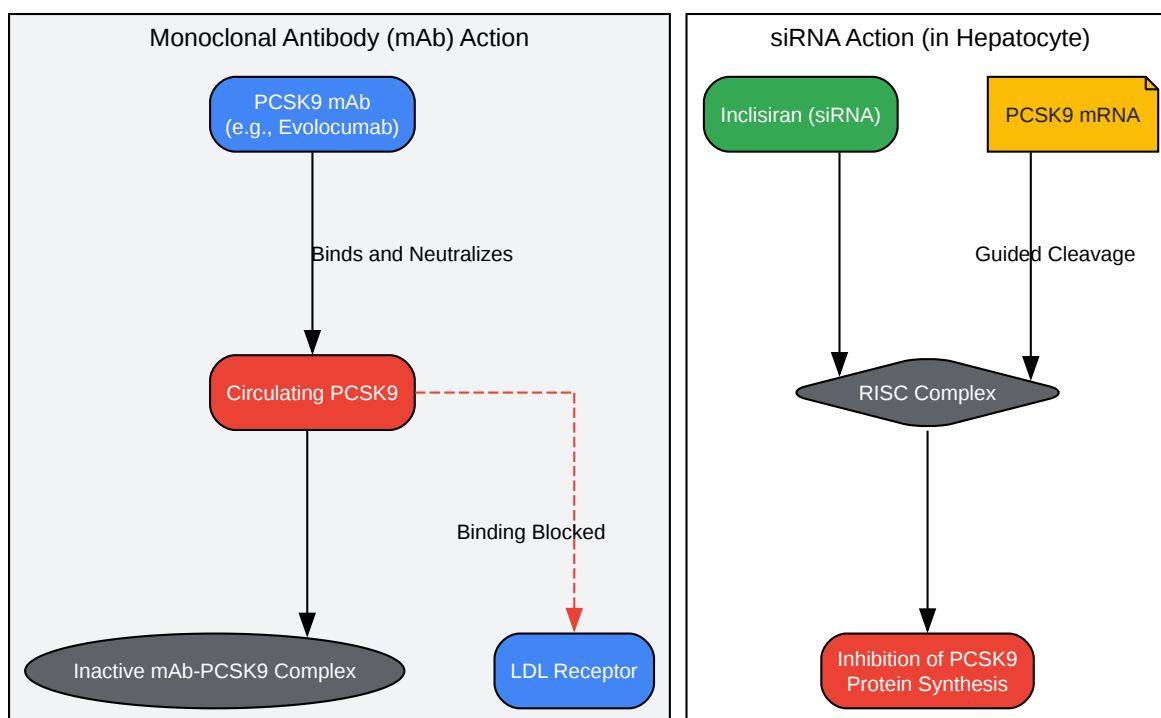 Monoclonal Antibody (mAb) Action
PCSK9 mAb
(e.g., Evolocumab)
Binds and Neutralizes
Circulating PCSK9
Binding Blocked
Inactive mAb-PCSK9 Complex
LDL Receptor
siRNA Action (in Hepatocyte)
Inclisiran (siRNA)
PCSK9 mRNA
Guided Cleavage
RISC Complex
Inhibition of PCSK9
Protein Synthesis